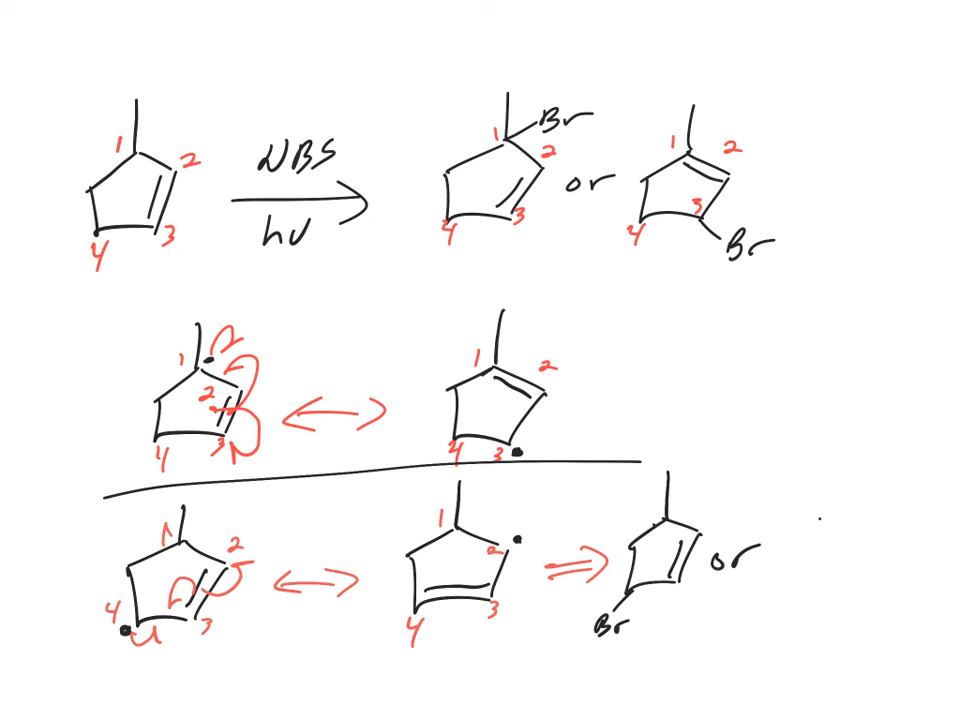 1 2 NBS 1 Br 2 1 2
or
4 3 hν 4 3 4 3 Br
1 2 1 2
4 3 4 3
1 2 1 2 or
4 3 4 3 Br